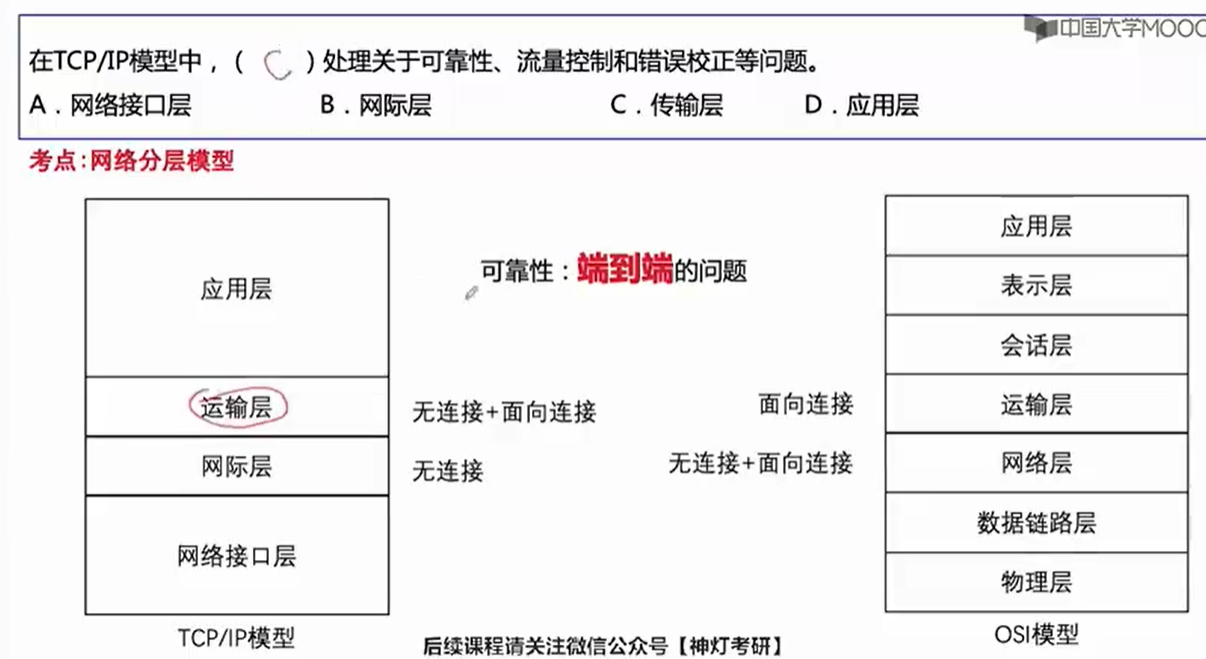 中国大学MOOC
在TCP/IP模型中，（ C ）处理关于可靠性、流量控制和错误校正等问题。
A．网络接口层 B．网际层 C．传输层 D．应用层
考点:网络分层模型
应用层
运输层
网际层
网络接口层
TCP/IP模型
可靠性：端到端的问题
无连接+面向连接
无连接
面向连接
无连接+面向连接
应用层
表示层
会话层
运输层
网络层
数据链路层
物理层
OSI模型
后续课程请关注微信公众号【神灯考研】